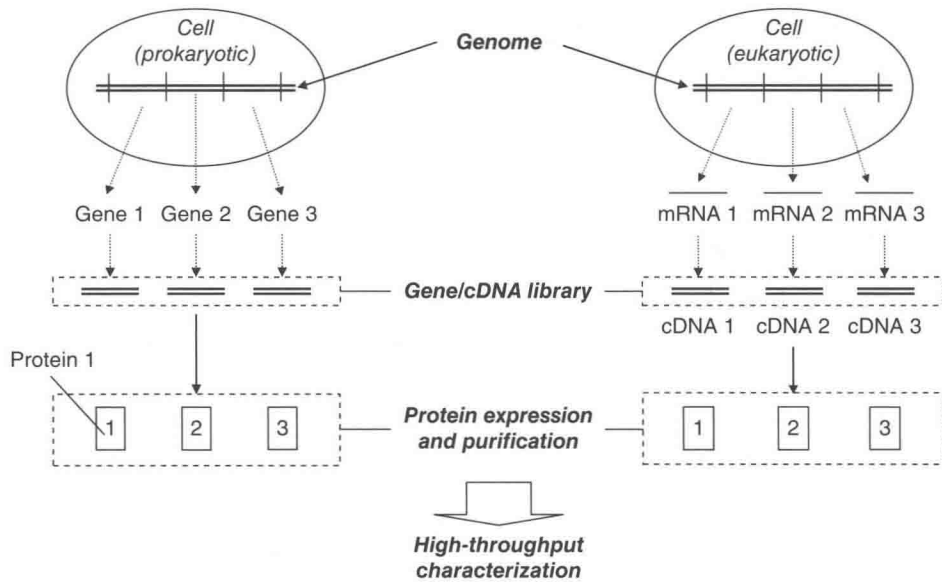 Cell
(prokaryotic)
Genome
Cell
(eukaryotic)
Gene 1 Gene 2 Gene 3
mRNA 1 mRNA 2 mRNA 3
Gene/cDNA library
cDNA 1 cDNA 2 cDNA 3
Protein 1
1 2 3
Protein expression
and purification
1 2 3
High-throughput
characterization